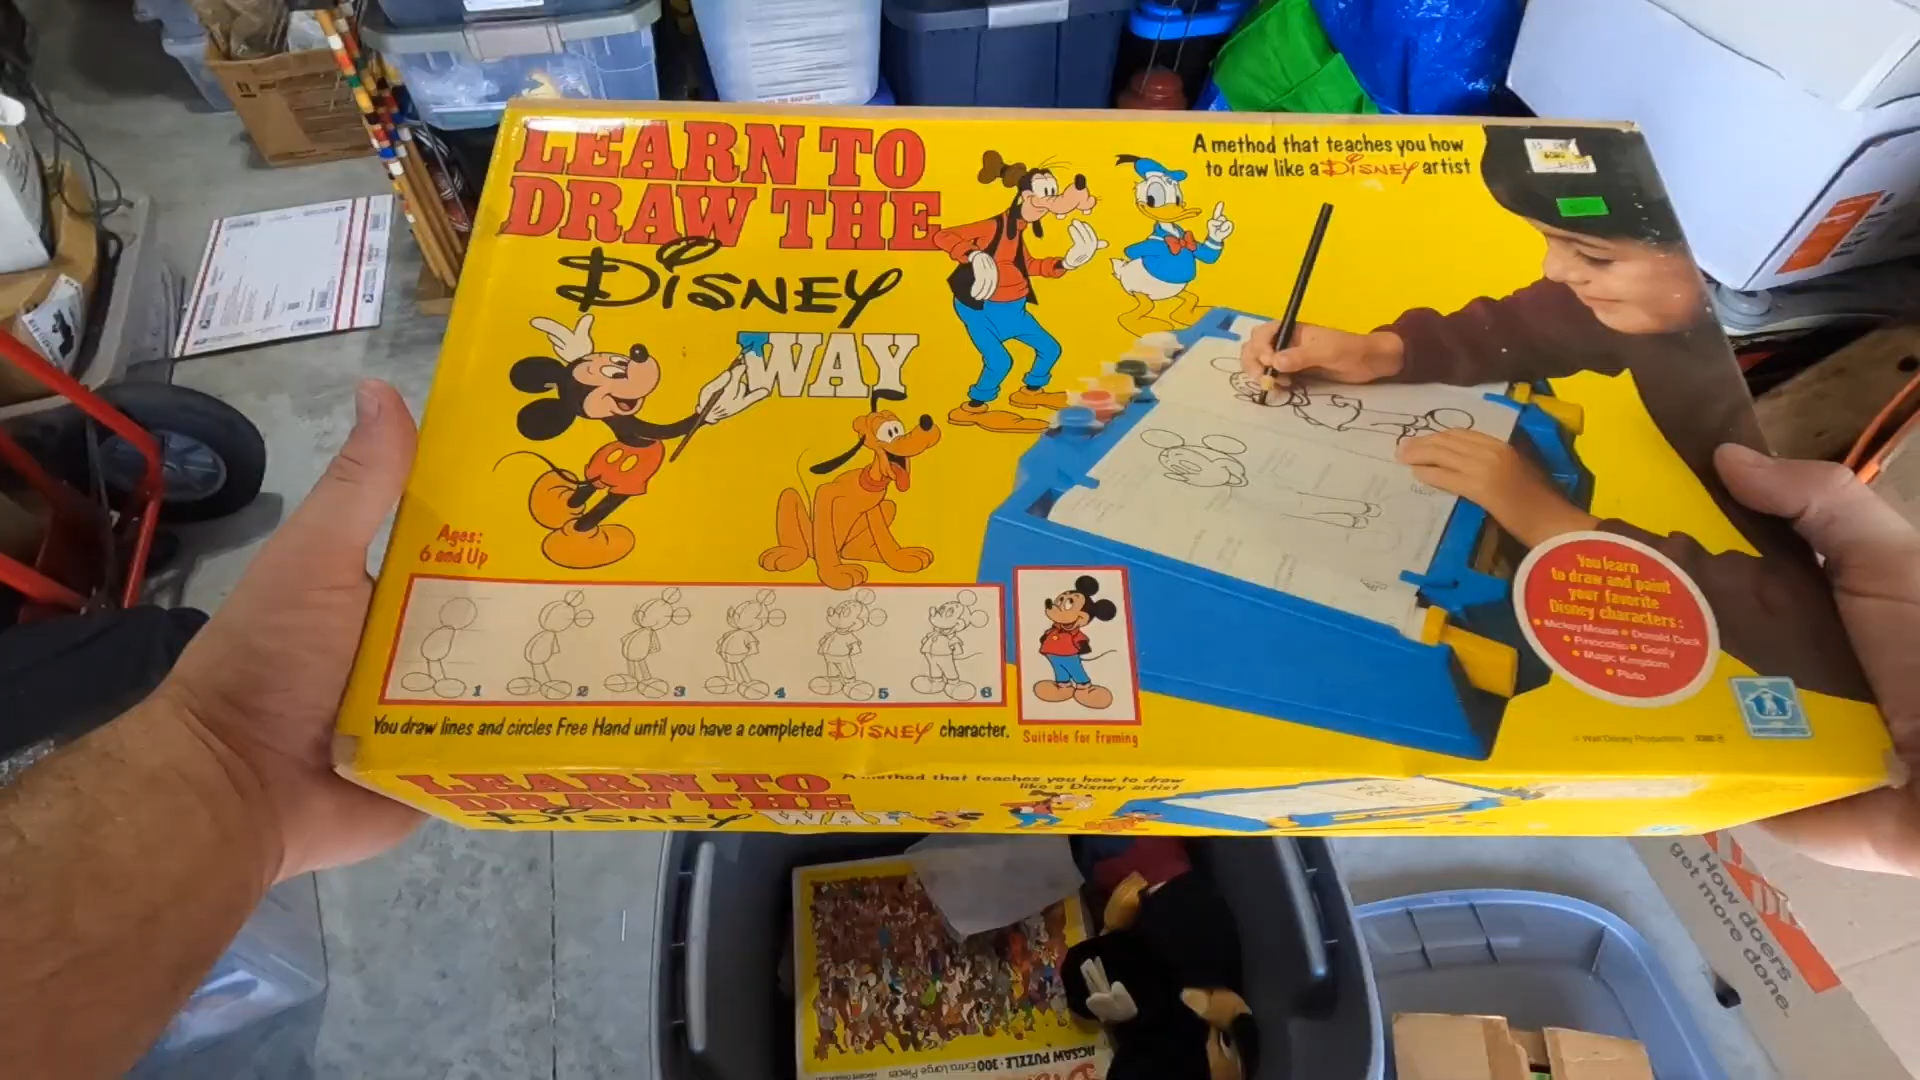 LEARN TO
DRAW THE
DISNEY
WAY
A method that teaches you how
to draw like a DISNEY artist
Ages:
6 and Up
1 2 3 4 5 6
You draw lines and circles Free Hand until you have a completed DISNEY character.
Suitable for Framing
You learn
to draw and paint
your favorite
Disney characters:
• Mickey Mouse • Donald Duck
• Pinocchio • Goofy
• Magic Kingdom
• Pluto
© Walt Disney Productions
LEARN TO
DRAW THE
DISNEY WAY
A method that teaches you how to draw
like a Disney artist
JIGSAW PUZZLE · 300 Extra Large Pieces
How doers
get more done.